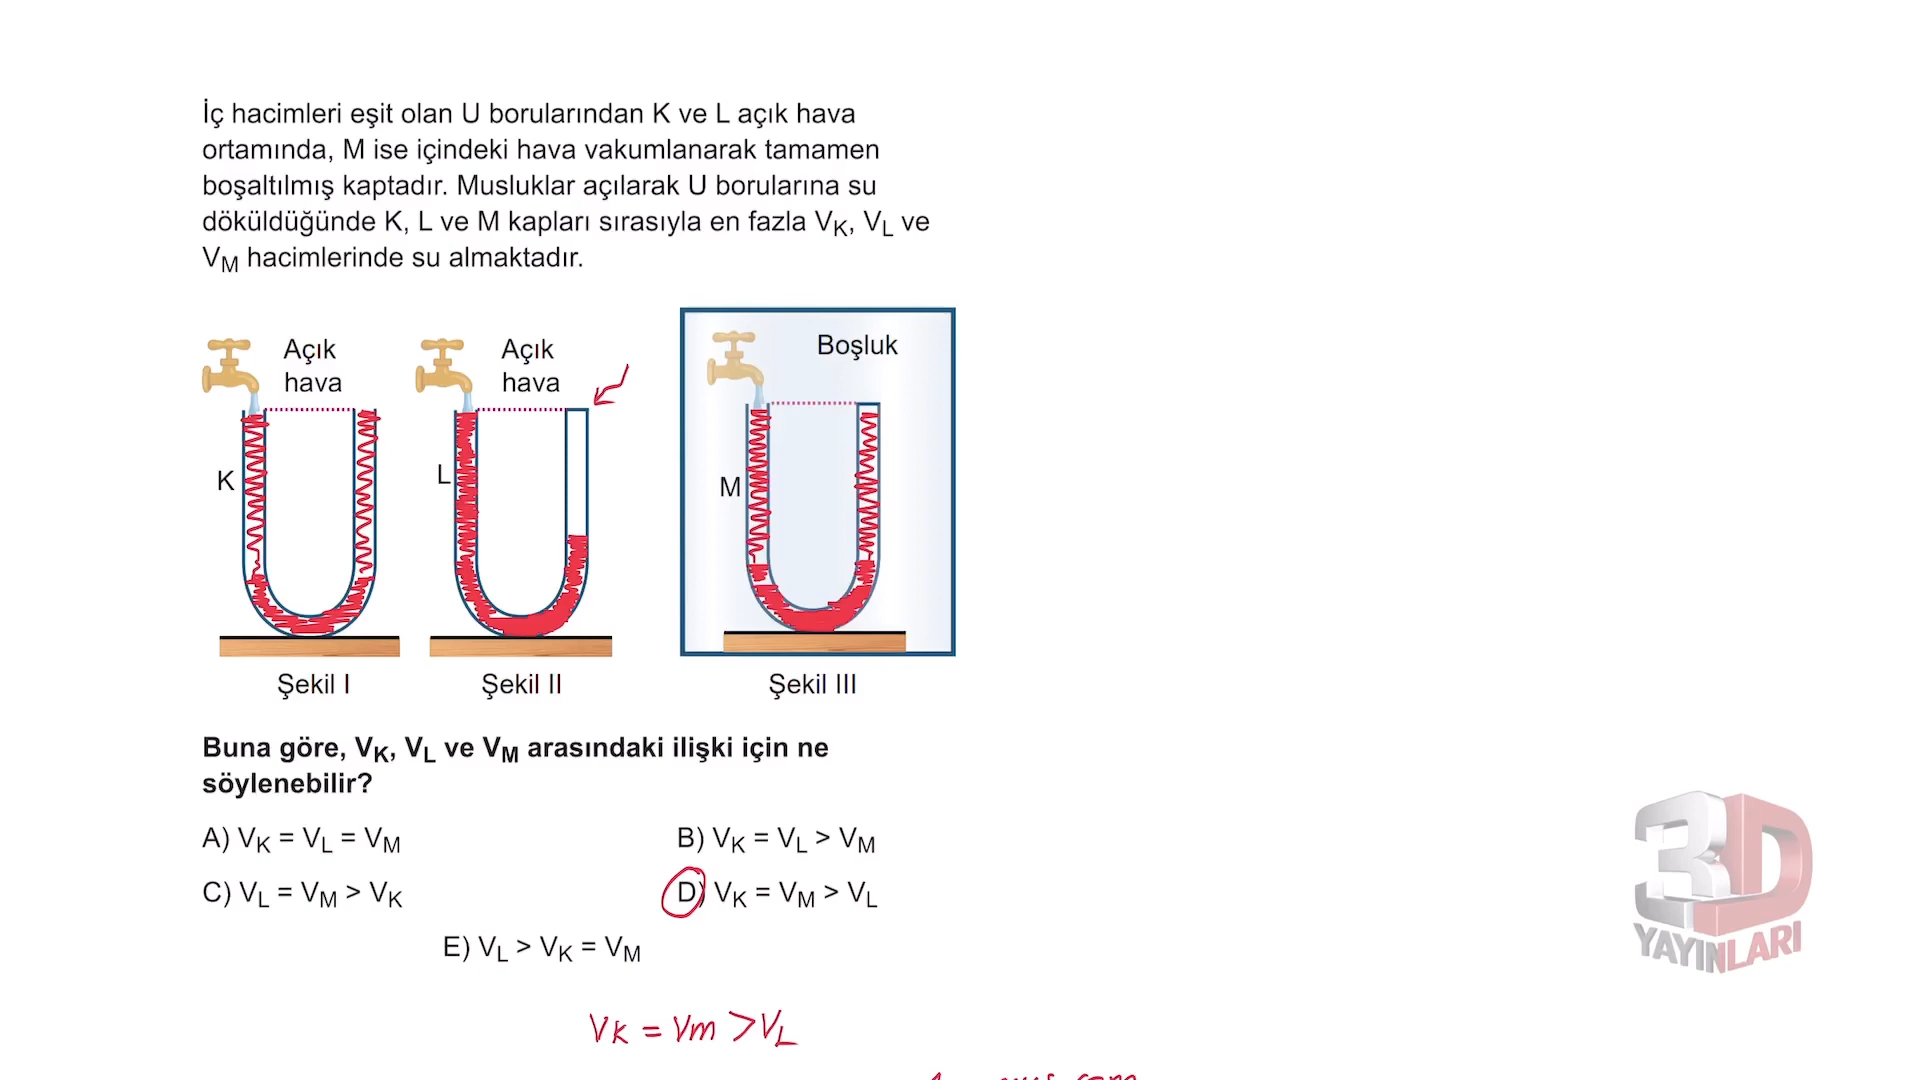 İç hacimleri eşit olan U borularından K ve L açık hava
ortamında, M ise içindeki hava vakumlanarak tamamen
boşaltılmış kaptadır. Musluklar açılarak U borularına su
döküldüğünde K, L ve M kapları sırasıyla en fazla VK, VL ve
VM hacimlerinde su almaktadır.
Açık hava
Açık hava
Boşluk
K
L
M
Şekil I
Şekil II
Şekil III
Buna göre, VK, VL ve VM arasındaki ilişki için ne
söylenebilir?
A) VK = VL = VM
B) VK = VL > VM
C) VL = VM > VK
D) VK = VM > VL
E) VL > VK = VM
3D
YAYINLARI
Vk = Vm > VL